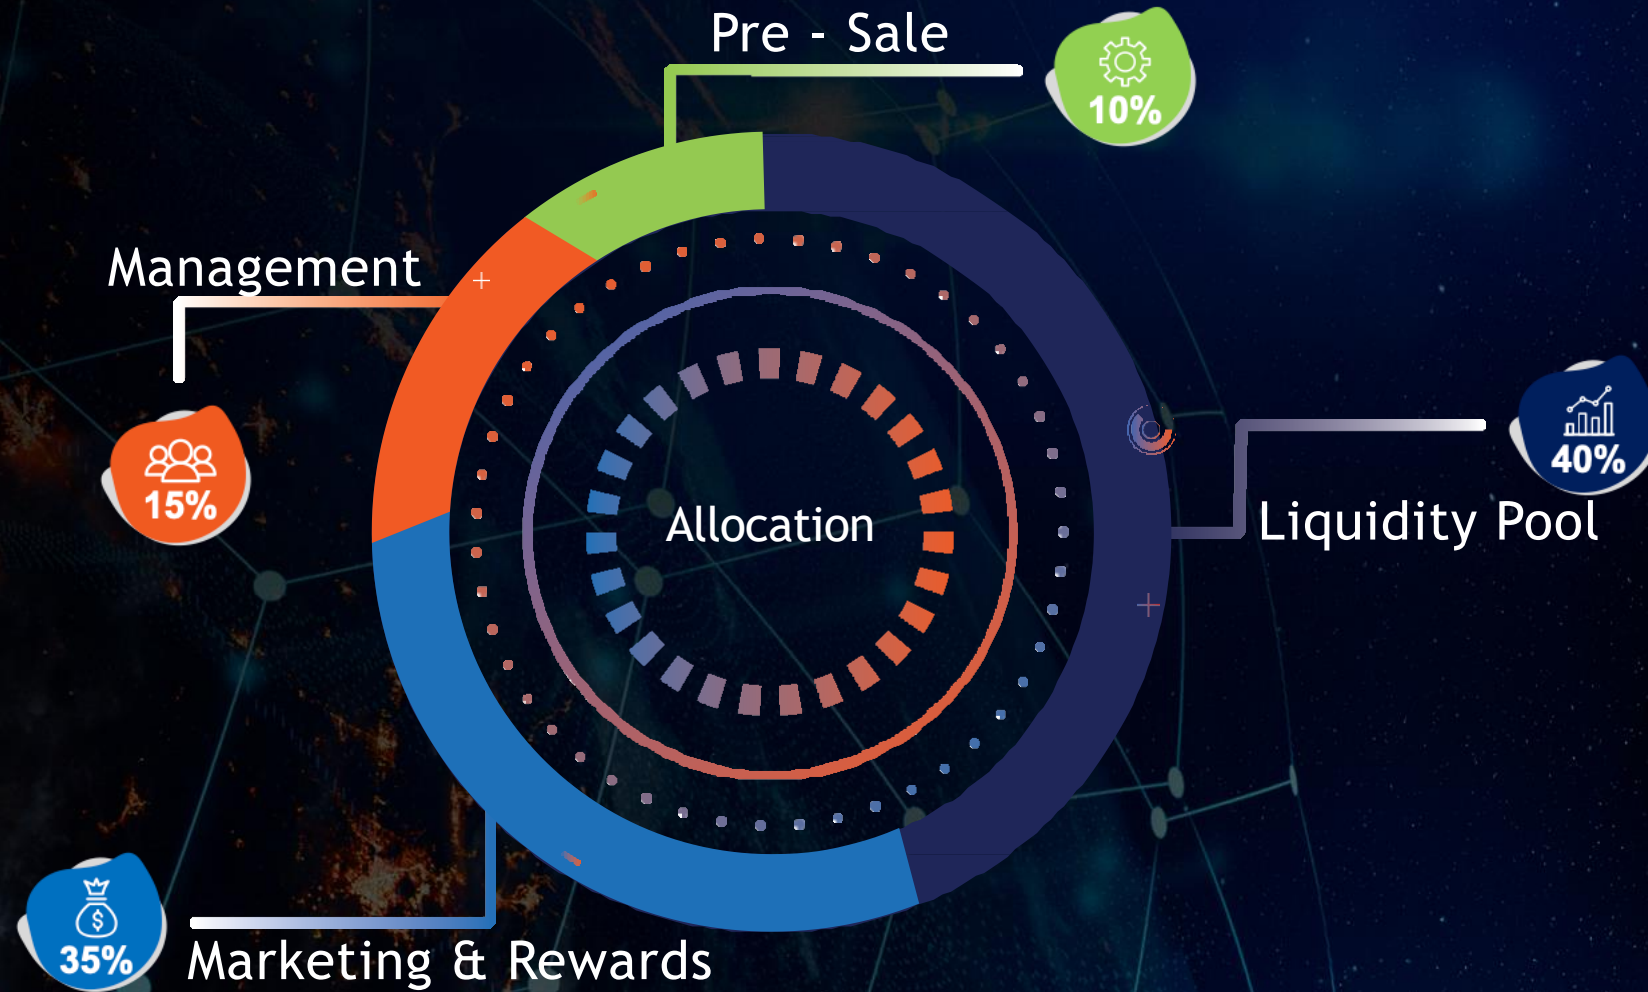 Pre - Sale
10%
Management
15%
Allocation
40%
Liquidity Pool
35%
Marketing & Rewards